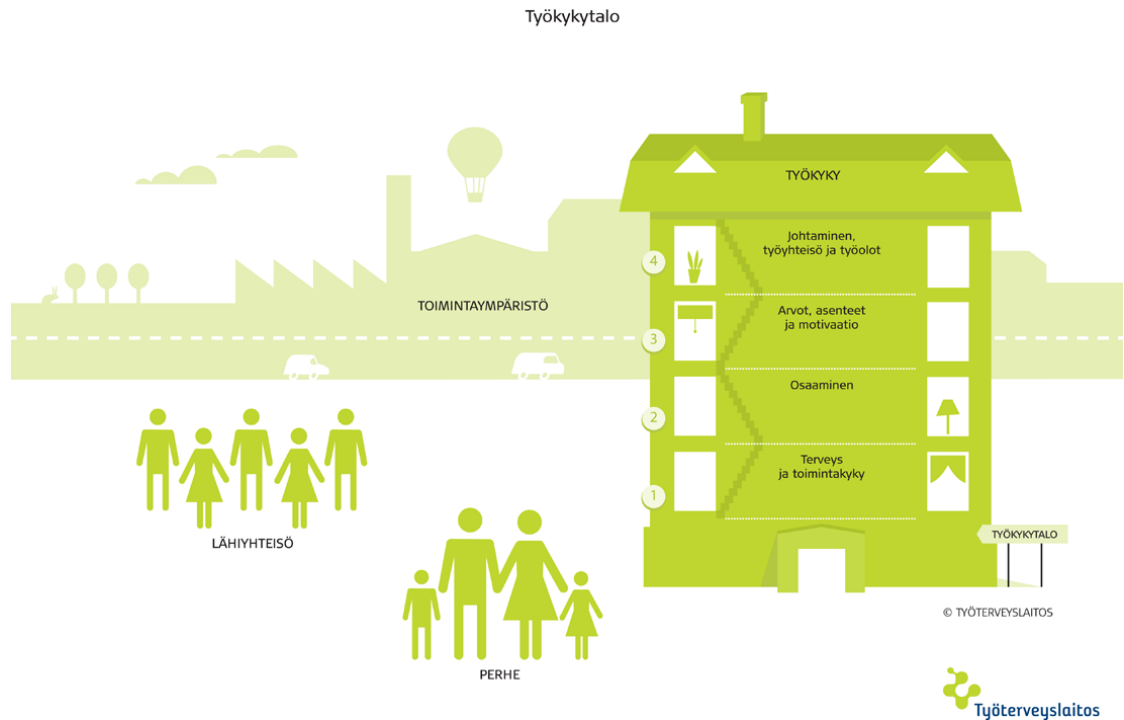 Työkykytalo
TYÖKYKY
4
Johtaminen,
työyhteisö ja työolot
TOIMINTAYMPÄRISTÖ
3
Arvot, asenteet
ja motivaatio
2
Osaaminen
1
Terveys
ja toimintakyky
LÄHIYHTEISÖ
TYÖKYKYTALO
© TYÖTERVEYSLAITOS
PERHE
Työterveyslaitos